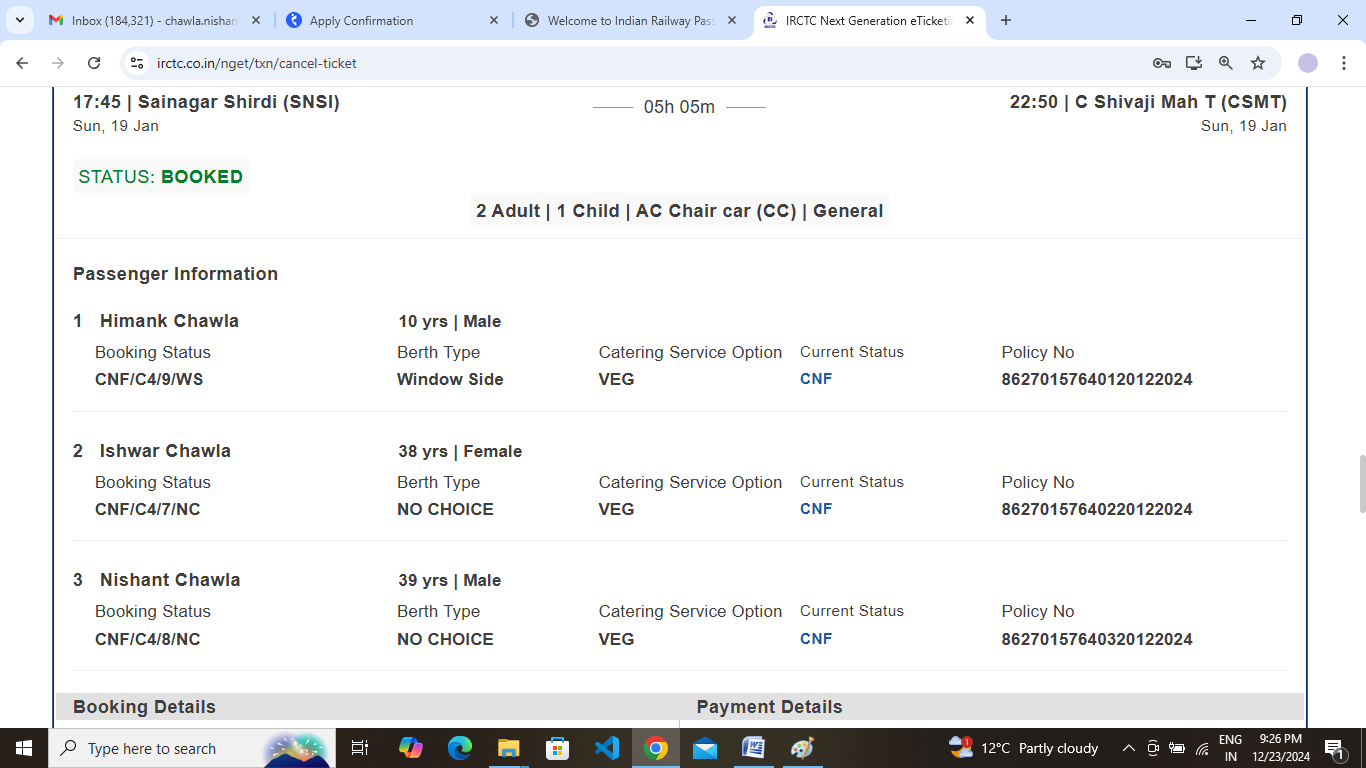 Inbox (184,321) - chawla.nishan
Apply Confirmation
Welcome to Indian Railway Pass
IRCTC Next Generation eTicketin
irctc.co.in/nget/txn/cancel-ticket
17:45 | Sainagar Shirdi (SNSI) 05h 05m 22:50 | C Shivaji Mah T (CSMT)
Sun, 19 Jan Sun, 19 Jan
STATUS: BOOKED
2 Adult | 1 Child | AC Chair car (CC) | General
Passenger Information
1 Himank Chawla 10 yrs | Male
Booking Status Berth Type Catering Service Option Current Status Policy No
CNF/C4/9/WS Window Side VEG CNF 86270157640120122024
2 Ishwar Chawla 38 yrs | Female
Booking Status Berth Type Catering Service Option Current Status Policy No
CNF/C4/7/NC NO CHOICE VEG CNF 86270157640220122024
3 Nishant Chawla 39 yrs | Male
Booking Status Berth Type Catering Service Option Current Status Policy No
CNF/C4/8/NC NO CHOICE VEG CNF 86270157640320122024
Booking Details Payment Details
Type here to search
1
12°C Partly cloudy
ENG
IN
9:26 PM
12/23/2024
1